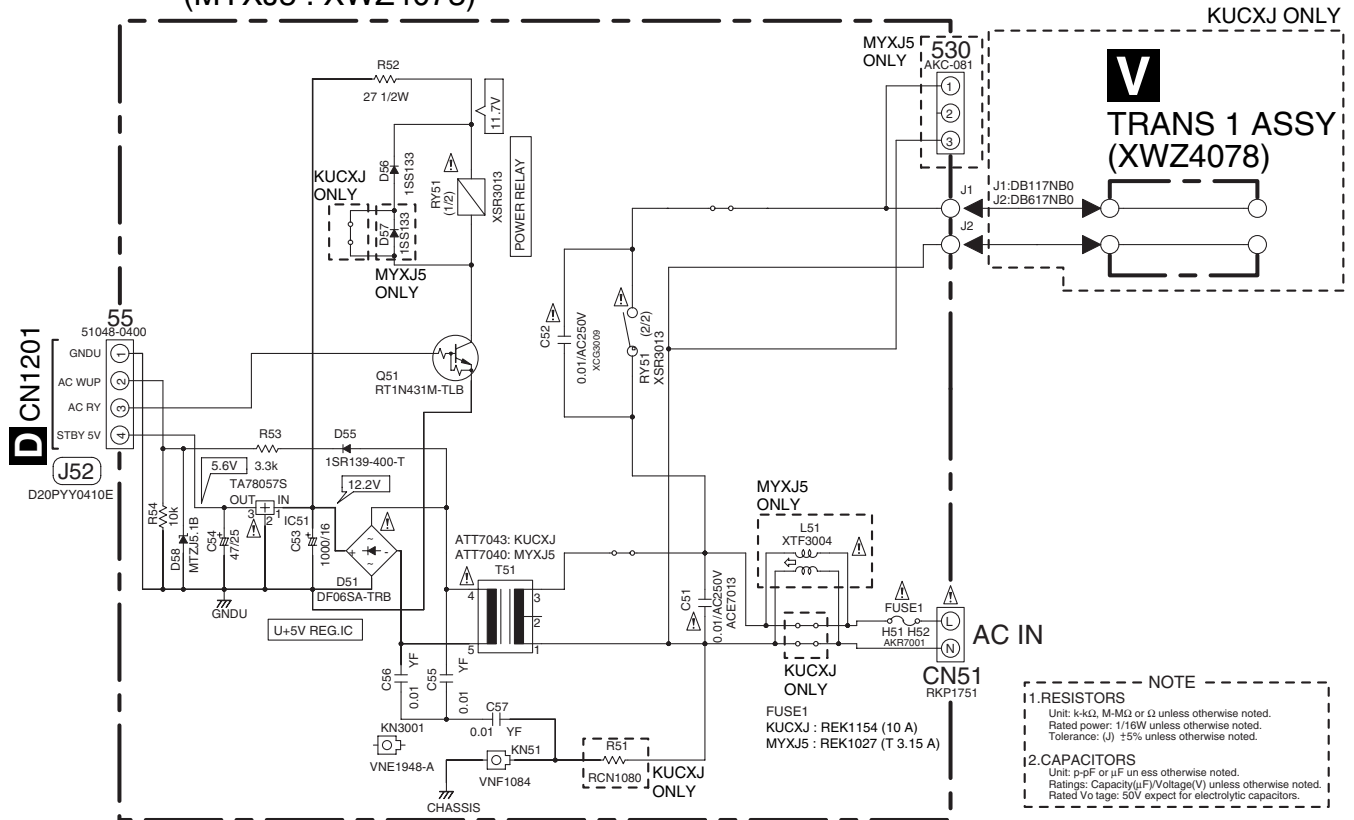 (MYXJ5 : XWZ4073)
KUCXJ ONLY
MYXJ5
ONLY
530
AKC-081
1
2
3
V
TRANS 1 ASSY
(XWZ4078)
J1
J1:DB117NB0
J2:DB617NB0
J2
R52
27 1/2W
11.7V
D56
1SS133
KUCXJ
ONLY
D57
1SS133
MYXJ5
ONLY
RY51
(1/2)
XSR3013
POWER RELAY
D CN1201
55
51048-0400
GNDU
1
AC WUP
2
AC RY
3
STBY 5V
4
J52
D20PYY0410E
Q51
RT1N431M-TLB
C52
0.01/AC250V
XCG3009
RY51 (2/2)
XSR3013
R53
3.3k
D55
1SR139-400-T
5.6V
12.2V
TA78057S
OUT
IN
3
2
1
IC51
R54
10k
D58
MTZJ5.1B
C54
47/25
C53
1000/16
D51
DF06SA-TRB
GNDU
U+5V REG.IC
ATT7043: KUCXJ
ATT7040: MYXJ5
T51
4
3
2
5
1
C51
0.01/AC250V
ACE7013
MYXJ5
ONLY
L51
XTF3004
KUCXJ
ONLY
FUSE1
H51 H52
AKR7001
L
N
AC IN
CN51
RKP1751
FUSE1
KUCXJ : REK1154 (10 A)
MYXJ5 : REK1027 (T 3.15 A)
C56
0.01
YF
C55
0.01
YF
C57
0.01 YF
KN3001
VNE1948-A
KN51
VNF1084
CHASSIS
R51
RCN1080
KUCXJ
ONLY
NOTE
1.RESISTORS
Unit: k-kΩ, M-MΩ or Ω unless otherwise noted.
Rated power: 1/16W unless otherwise noted.
Tolerance: (J) ±5% unless otherwise noted.
2.CAPACITORS
Unit: p-pF or µF un ess otherwise noted.
Ratings: Capacity(µF)/Voltage(V) unless otherwise noted.
Rated Vo tage: 50V expect for electrolytic capacitors.